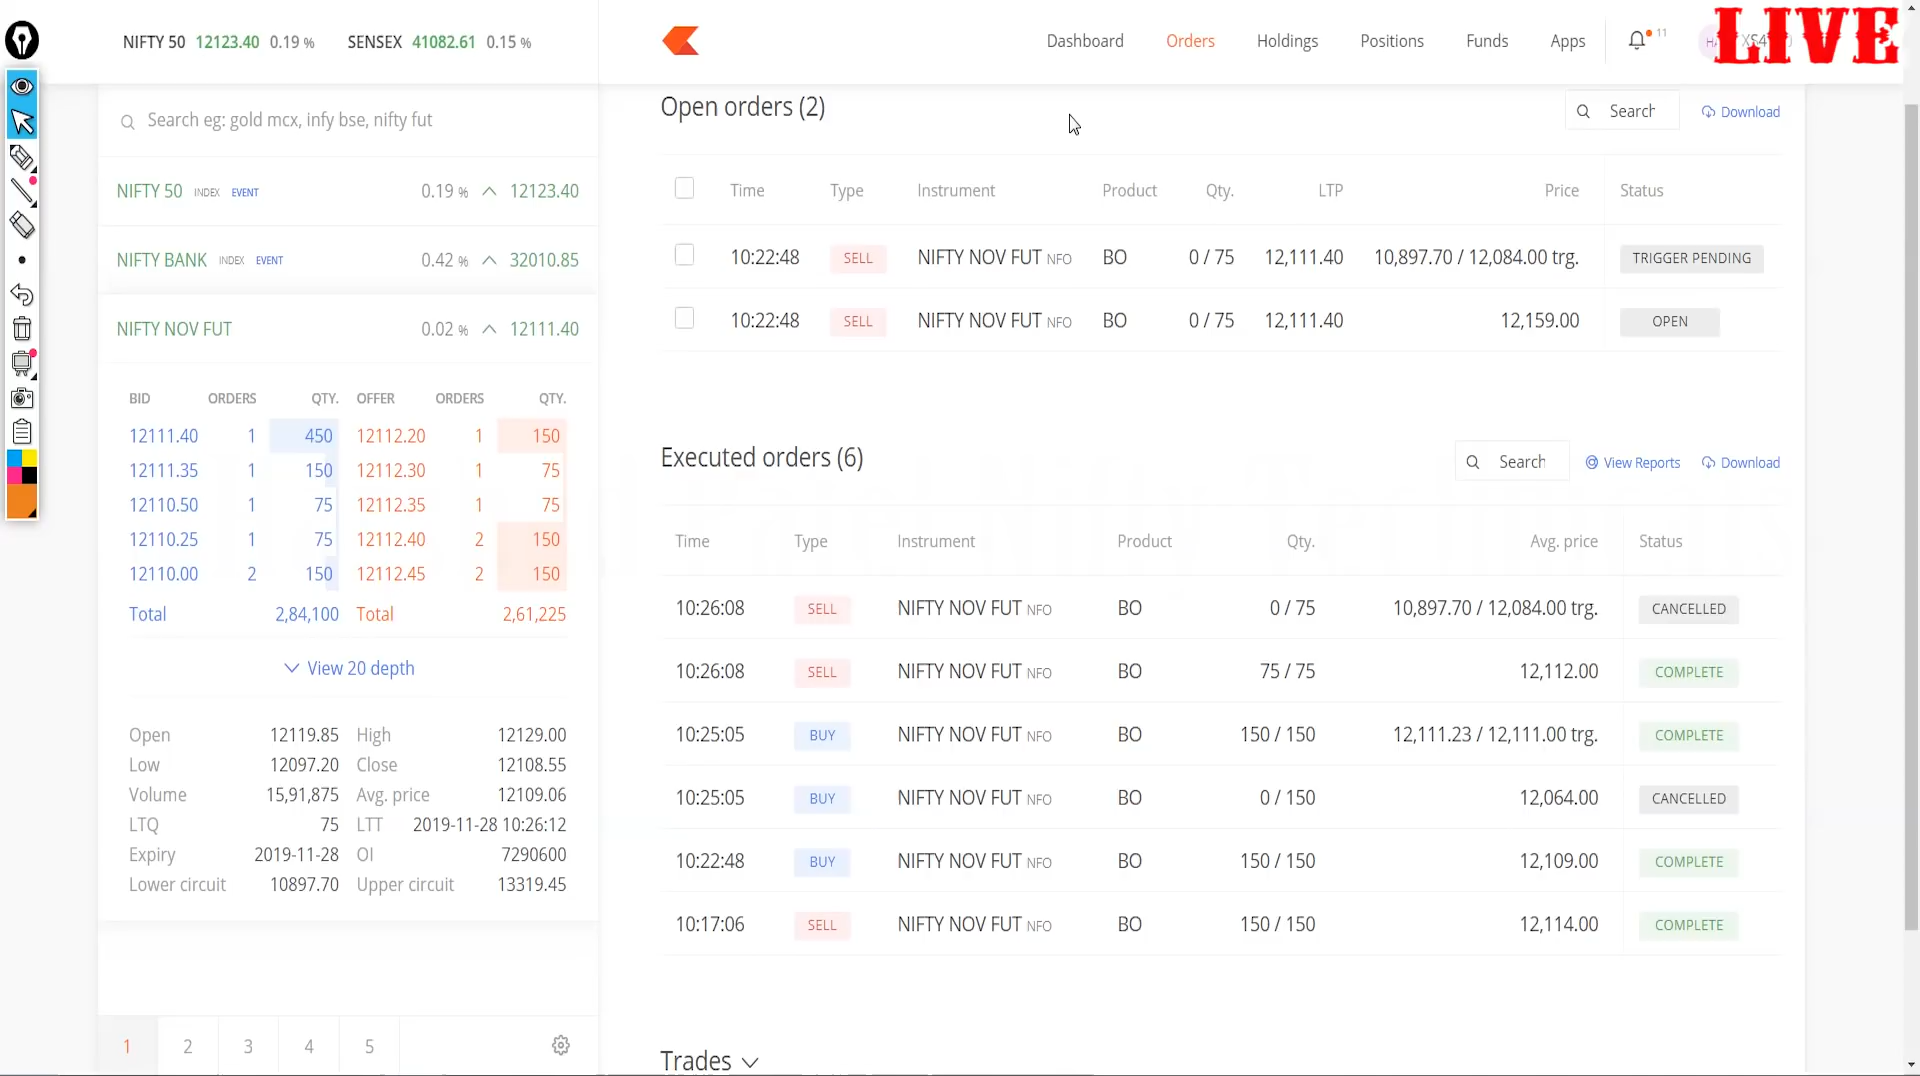 NIFTY 50 12123.40 0.19 % SENSEX 41082.61 0.15 %
Dashboard Orders Holdings Positions Funds Apps 11
LIVE
Search eg: gold mcx, infy bse, nifty fut
NIFTY 50 INDEX EVENT 0.19 % 12123.40
NIFTY BANK INDEX EVENT 0.42 % 32010.85
NIFTY NOV FUT 0.02 % 12111.40
BID ORDERS QTY. OFFER ORDERS QTY.
12111.40 1 450 12112.20 1 150
12111.35 1 150 12112.30 1 75
12110.50 1 75 12112.35 1 75
12110.25 1 75 12112.40 2 150
12110.00 2 150 12112.45 2 150
Total 2,84,100 Total 2,61,225
View 20 depth
Open 12119.85 High 12129.00
Low 12097.20 Close 12108.55
Volume 15,91,875 Avg. price 12109.06
LTQ 75 LTT 2019-11-28 10:26:12
Expiry 2019-11-28 OI 7290600
Lower circuit 10897.70 Upper circuit 13319.45
1 2 3 4 5
Open orders (2) Search Download
Time Type Instrument Product Qty. LTP Price Status
10:22:48 SELL NIFTY NOV FUT NFO BO 0 / 75 12,111.40 10,897.70 / 12,084.00 trg. TRIGGER PENDING
10:22:48 SELL NIFTY NOV FUT NFO BO 0 / 75 12,111.40 12,159.00 OPEN
Executed orders (6) Search View Reports Download
Time Type Instrument Product Qty. Avg. price Status
10:26:08 SELL NIFTY NOV FUT NFO BO 0 / 75 10,897.70 / 12,084.00 trg. CANCELLED
10:26:08 SELL NIFTY NOV FUT NFO BO 75 / 75 12,112.00 COMPLETE
10:25:05 BUY NIFTY NOV FUT NFO BO 150 / 150 12,111.23 / 12,111.00 trg. COMPLETE
10:25:05 BUY NIFTY NOV FUT NFO BO 0 / 150 12,064.00 CANCELLED
10:22:48 BUY NIFTY NOV FUT NFO BO 150 / 150 12,109.00 COMPLETE
10:17:06 SELL NIFTY NOV FUT NFO BO 150 / 150 12,114.00 COMPLETE
Trades